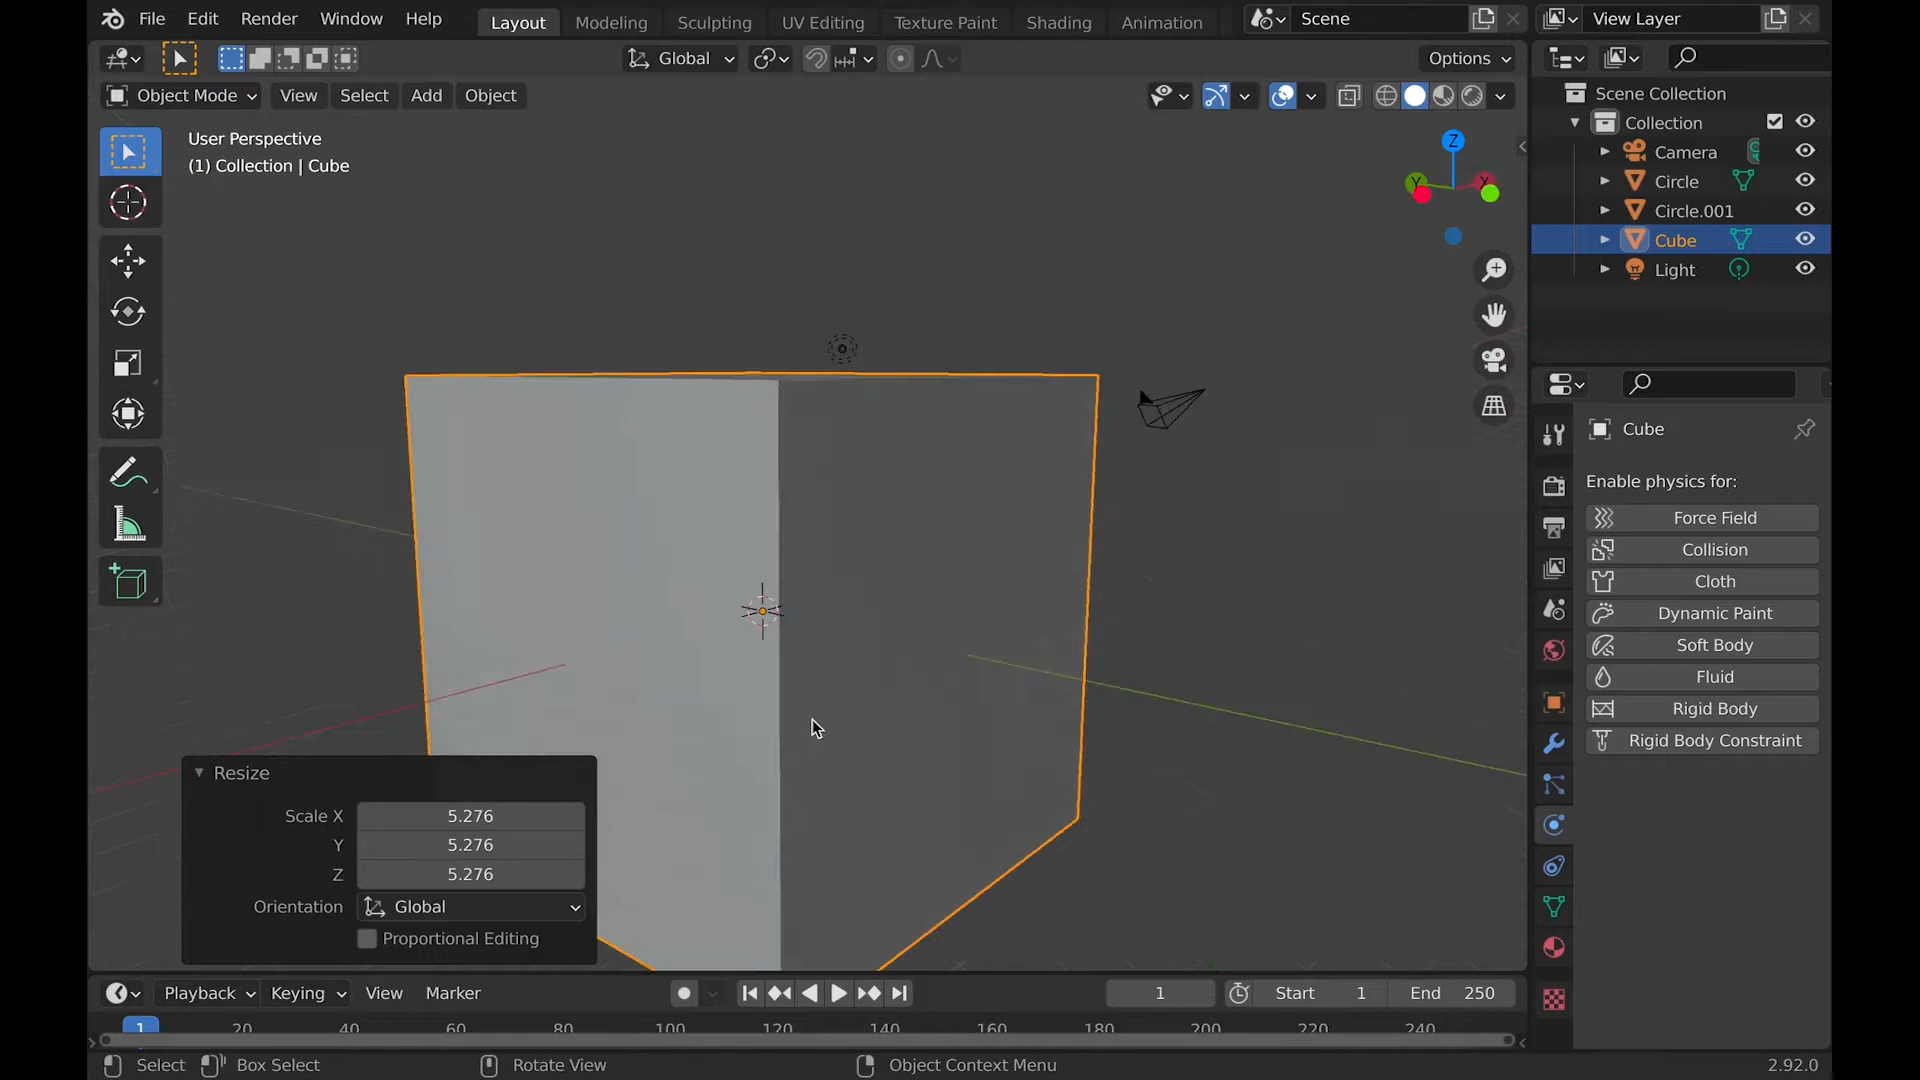 File Edit Render Window Help Layout Modeling Sculpting UV Editing Texture Paint Shading Animation Scene View Layer
Global Options
Object Mode View Select Add Object
User Perspective
(1) Collection | Cube
Z
Y
X
Scene Collection
Collection
Camera
Circle
Circle.001
Cube
Light
Cube
Enable physics for:
Force Field
Collision
Cloth
Dynamic Paint
Soft Body
Fluid
Rigid Body
Rigid Body Constraint
Resize
Scale X 5.276
Y 5.276
Z 5.276
Orientation Global
Proportional Editing
Playback Keying View Marker 1 Start 1 End 250
1 20 40 60 80 100 120 140 160 180 200 220 240
Select Box Select Rotate View Object Context Menu 2.92.0